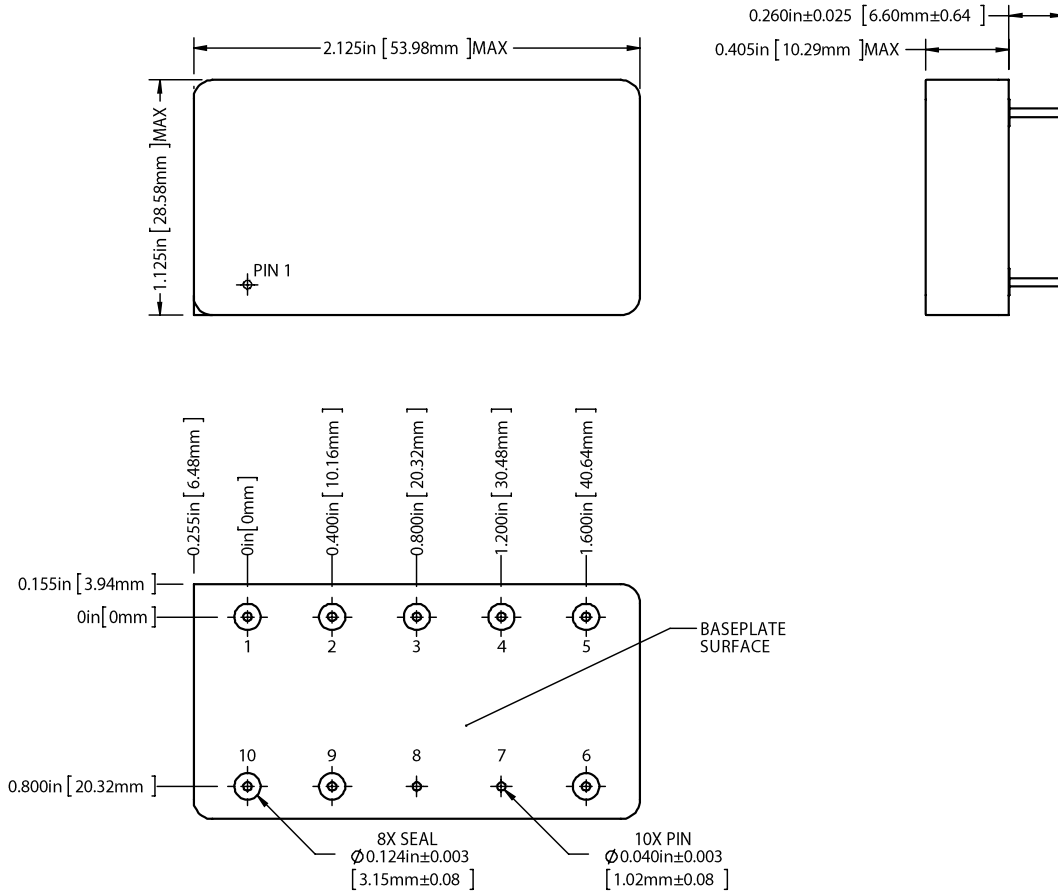 0.260in±0.025 [6.60mm±0.64 ]
2.125in [ 53.98mm ]MAX
0.405in [ 10.29mm ]MAX
1.125in [ 28.58mm ]MAX
PIN 1
0.255in [ 6.48mm ]
0in[ 0mm ]
0.400in [ 10.16mm ]
0.800in [ 20.32mm ]
1.200in [ 30.48mm ]
1.600in [ 40.64mm ]
0.155in [ 3.94mm ]
0in[ 0mm ]
1 2 3 4 5
BASEPLATE
SURFACE
10 9 8 7 6
0.800in [ 20.32mm ]
8X SEAL
Ø0.124in±0.003
[ 3.15mm±0.08 ]
10X PIN
Ø0.040in±0.003
[1.02mm±0.08 ]